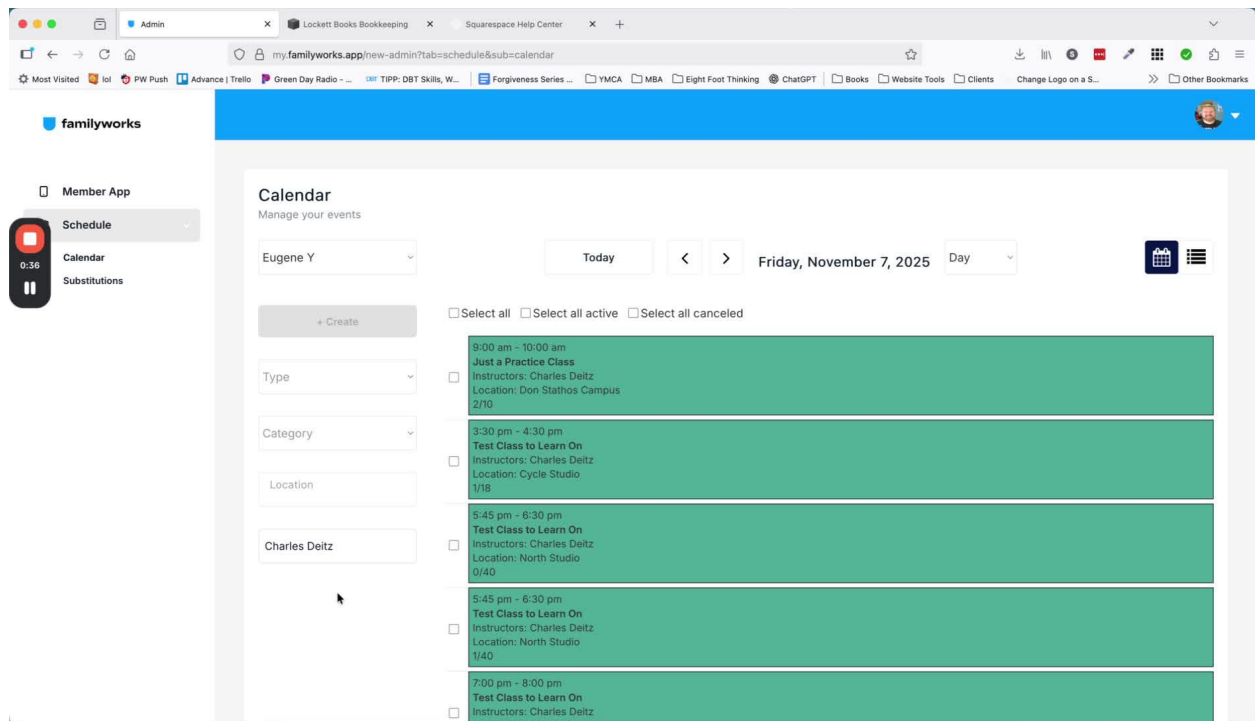 Admin
Lockett Books Bookkeeping
Squarespace Help Center
my.familyworks.app/new-admin?tab=schedule&sub=calendar
Most Visited
lol
PW Push
Advance | Trello
Green Day Radio - ...
DBT TIPP: DBT Skills, W...
Forgiveness Series ...
YMCA
MBA
Eight Foot Thinking
ChatGPT
Books
Website Tools
Clients
Change Logo on a S...
Other Bookmarks
familyworks
Member App
Schedule
Calendar
Substitutions
0:36
Calendar
Manage your events
Eugene Y
Today
Friday, November 7, 2025
Day
+ Create
Type
Category
Location
Charles Deitz
Select all
Select all active
Select all canceled
9:00 am - 10:00 am
Just a Practice Class
Instructors: Charles Deitz
Location: Don Stathos Campus
2/10
3:30 pm - 4:30 pm
Test Class to Learn On
Instructors: Charles Deitz
Location: Cycle Studio
1/18
5:45 pm - 6:30 pm
Test Class to Learn On
Instructors: Charles Deitz
Location: North Studio
0/40
5:45 pm - 6:30 pm
Test Class to Learn On
Instructors: Charles Deitz
Location: North Studio
1/40
7:00 pm - 8:00 pm
Test Class to Learn On
Instructors: Charles Deitz